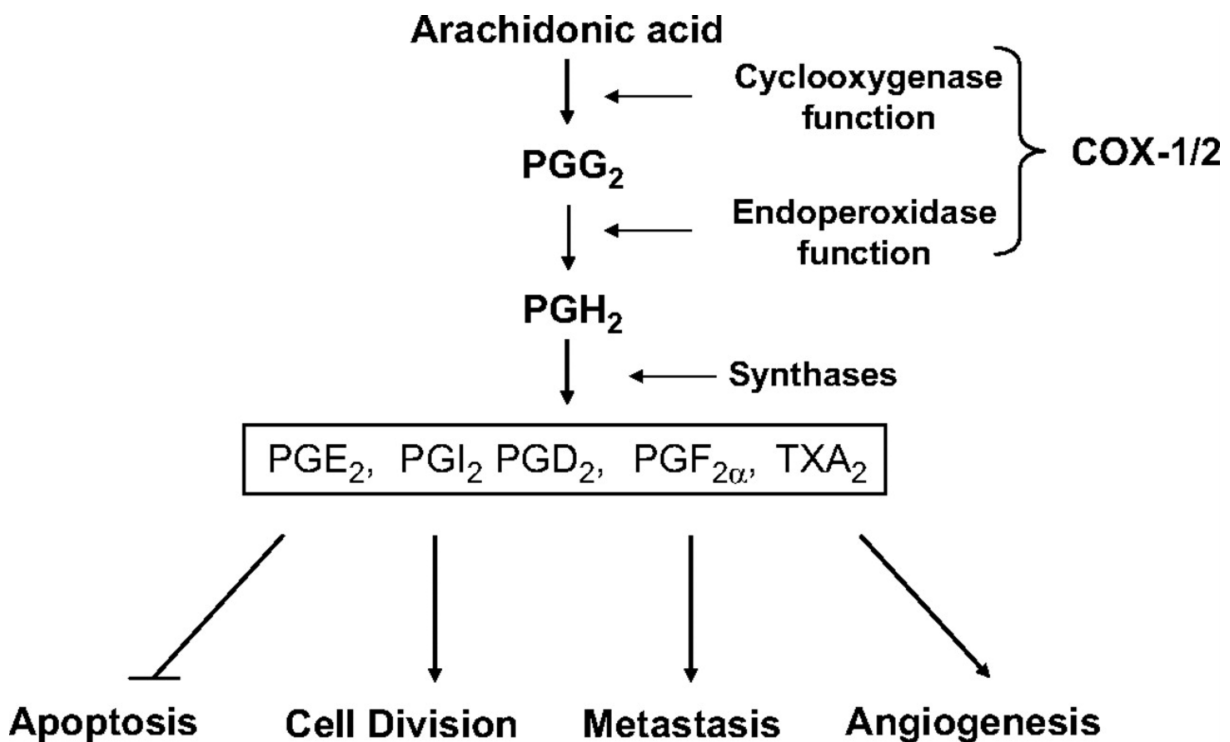 Arachidonic acid
Cyclooxygenase
function
COX-1/2
PGG₂
Endoperoxidase
function
PGH₂
Synthases
PGE₂, PGI₂ PGD₂, PGF₂α, TXA₂
Apoptosis Cell Division Metastasis Angiogenesis